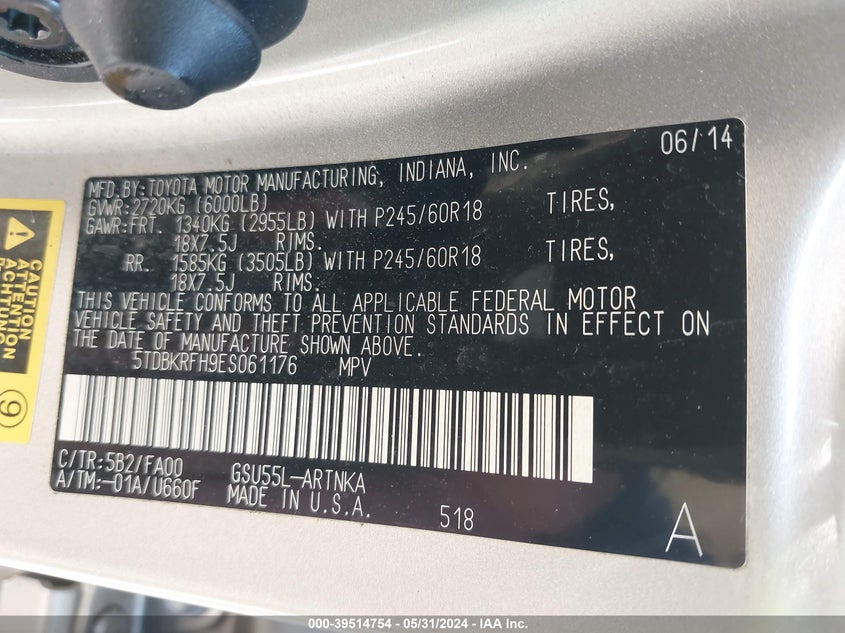 06/14
MFD.BY:TOYOTA MOTOR MANUFACTURING, INDIANA, INC.
GVWR:2720KG (6000LB)
GAWR:FRT. 1340KG (2955LB) WITH P245/60R18 TIRES,
18X7.5J RIMS.
RR. 1585KG (3505LB) WITH P245/60R18 TIRES,
18X7.5J RIMS.
THIS VEHICLE CONFORMS TO ALL APPLICABLE FEDERAL MOTOR
VEHICLE SAFETY AND THEFT PREVENTION STANDARDS IN EFFECT ON
THE DATE OF MANUFACTURE SHOWN ABOVE.
5TDBKRFH9ES061176 MPV
C/TR:5B2/FA00 GSU55L-ARTNKA
A/TM:-01A/U660F MADE IN U.S.A. 518
A
CAUTION
ATTENTION
ACHTUNG
9
000-39514754 - 05/31/2024 - IAA Inc.